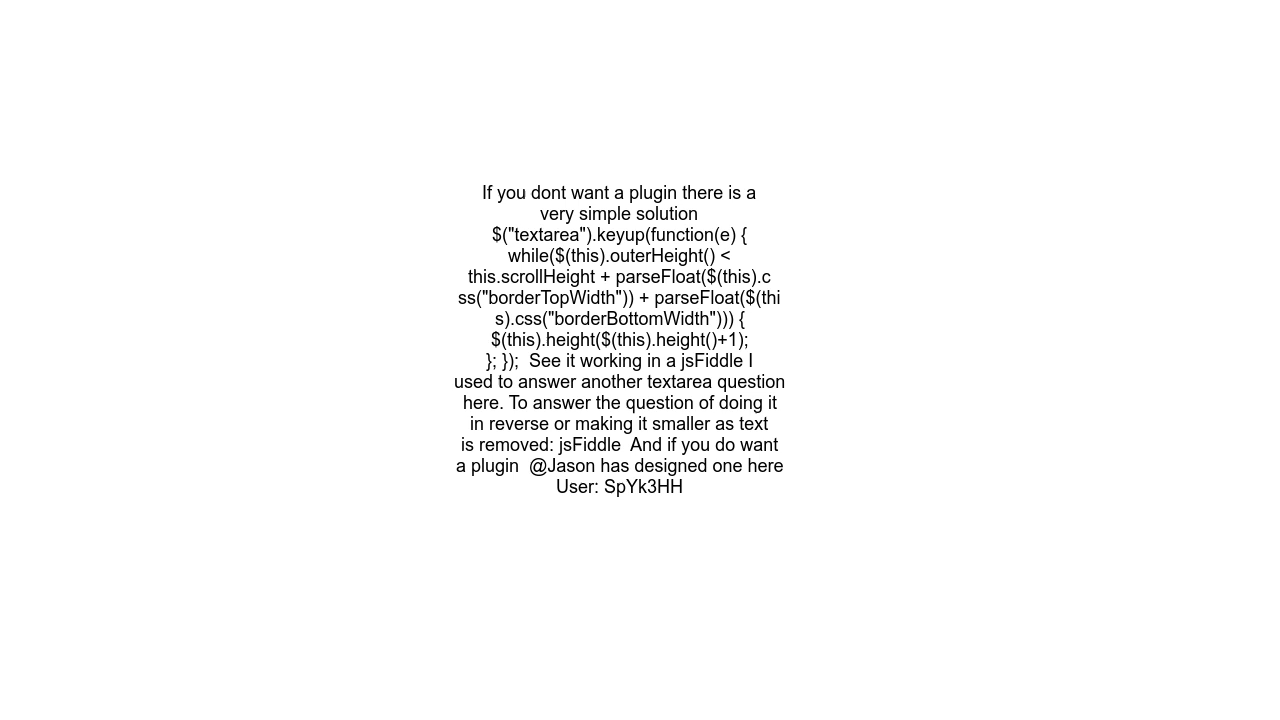 If you dont want a plugin there is a
very simple solution
$("textarea").keyup(function(e) {
while($(this).outerHeight() <
this.scrollHeight + parseFloat($(this).c
ss("borderTopWidth")) + parseFloat($(thi
s).css("borderBottomWidth"))) {
$(this).height($(this).height()+1);
}; });  See it working in a jsFiddle I
used to answer another textarea question
here. To answer the question of doing it
in reverse or making it smaller as text
is removed: jsFiddle  And if you do want
a plugin  @Jason has designed one here
User: SpYk3HH